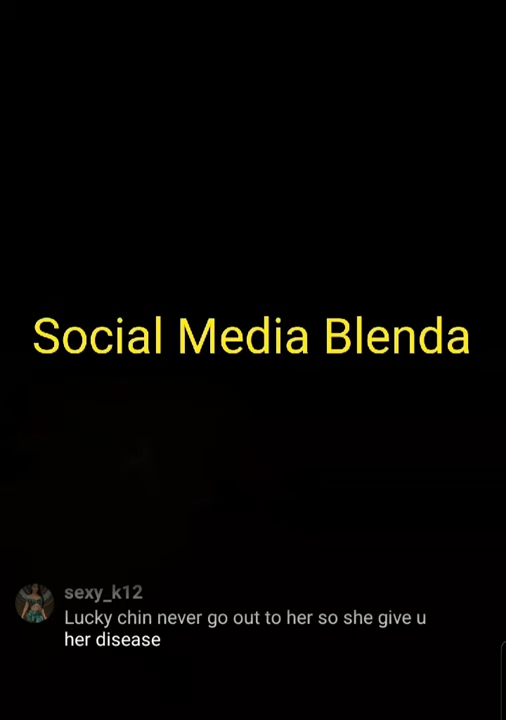 Social Media Blenda
sexy_k12
Lucky chin never go out to her so she give u
her disease